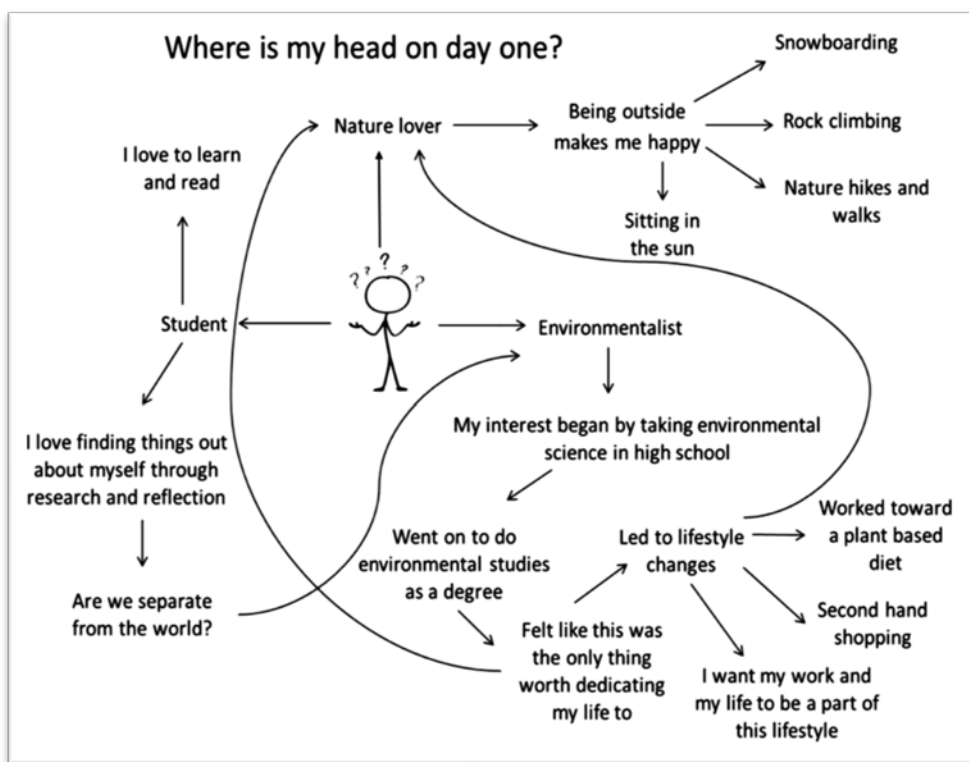 Where is my head on day one?
Snowboarding
Nature lover
Being outside
makes me happy
Rock climbing
I love to learn
and read
Nature hikes and
walks
Sitting in
the sun
? ? ? ? ?
Student
Environmentalist
My interest began by taking environmental
science in high school
I love finding things out
about myself through
research and reflection
Went on to do
environmental studies
as a degree
Led to lifestyle
changes
Worked toward
a plant based
diet
Are we separate
from the world?
Second hand
shopping
Felt like this was
the only thing
worth dedicating
my life to
I want my work and
my life to be a part of
this lifestyle